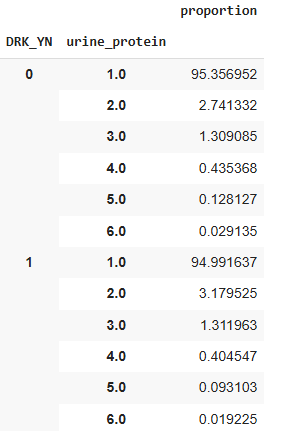 proportion
DRK_YN urine_protein
0 1.0 95.356952
2.0 2.741332
3.0 1.309085
4.0 0.435368
5.0 0.128127
6.0 0.029135
1 1.0 94.991637
2.0 3.179525
3.0 1.311963
4.0 0.404547
5.0 0.093103
6.0 0.019225